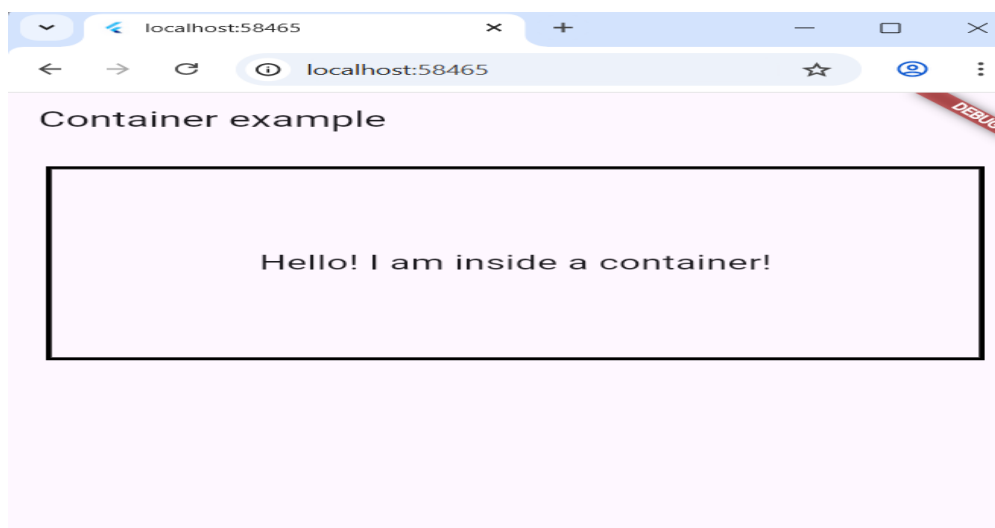 localhost:58465
localhost:58465
Container example
DEBUG
Hello! I am inside a container!